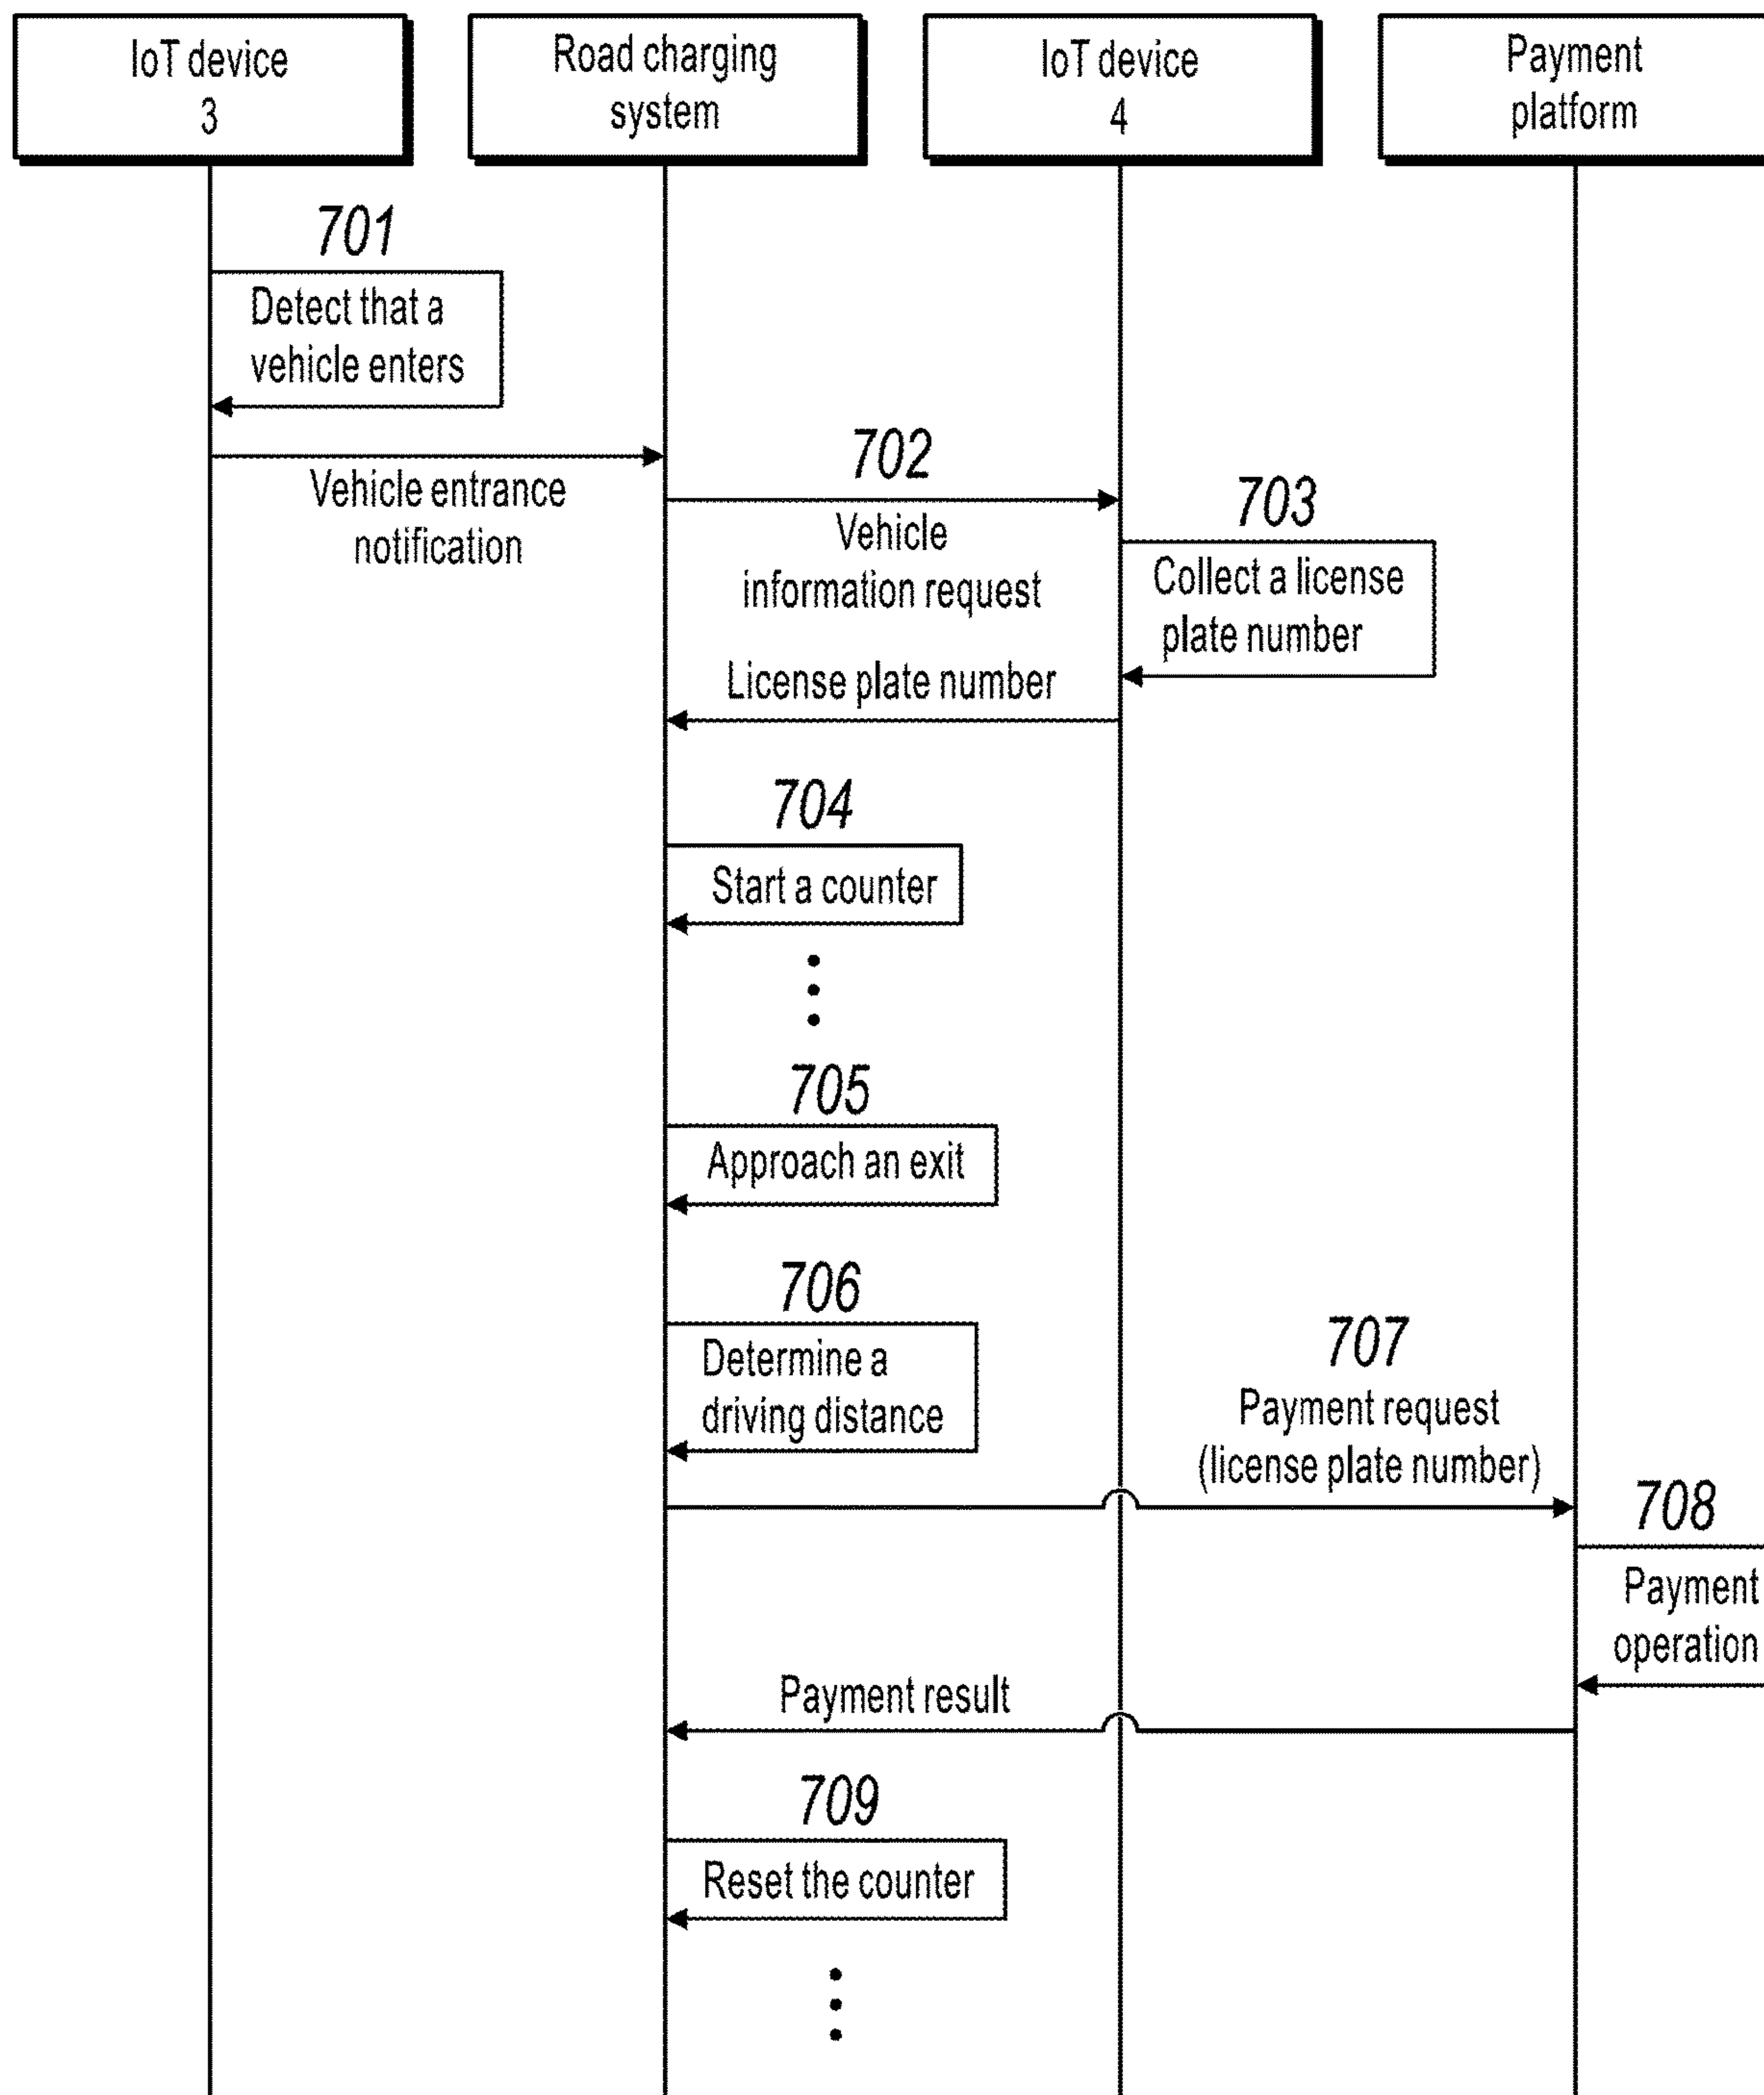 IoT device
3
Road charging
system
IoT device
4
Payment
platform
701
Detect that a
vehicle enters
Vehicle entrance
notification
702
Vehicle
information request
703
Collect a license
plate number
License plate number
704
Start a counter
705
Approach an exit
706
Determine a
driving distance
707
Payment request
(license plate number)
708
Payment
operation
Payment result
709
Reset the counter